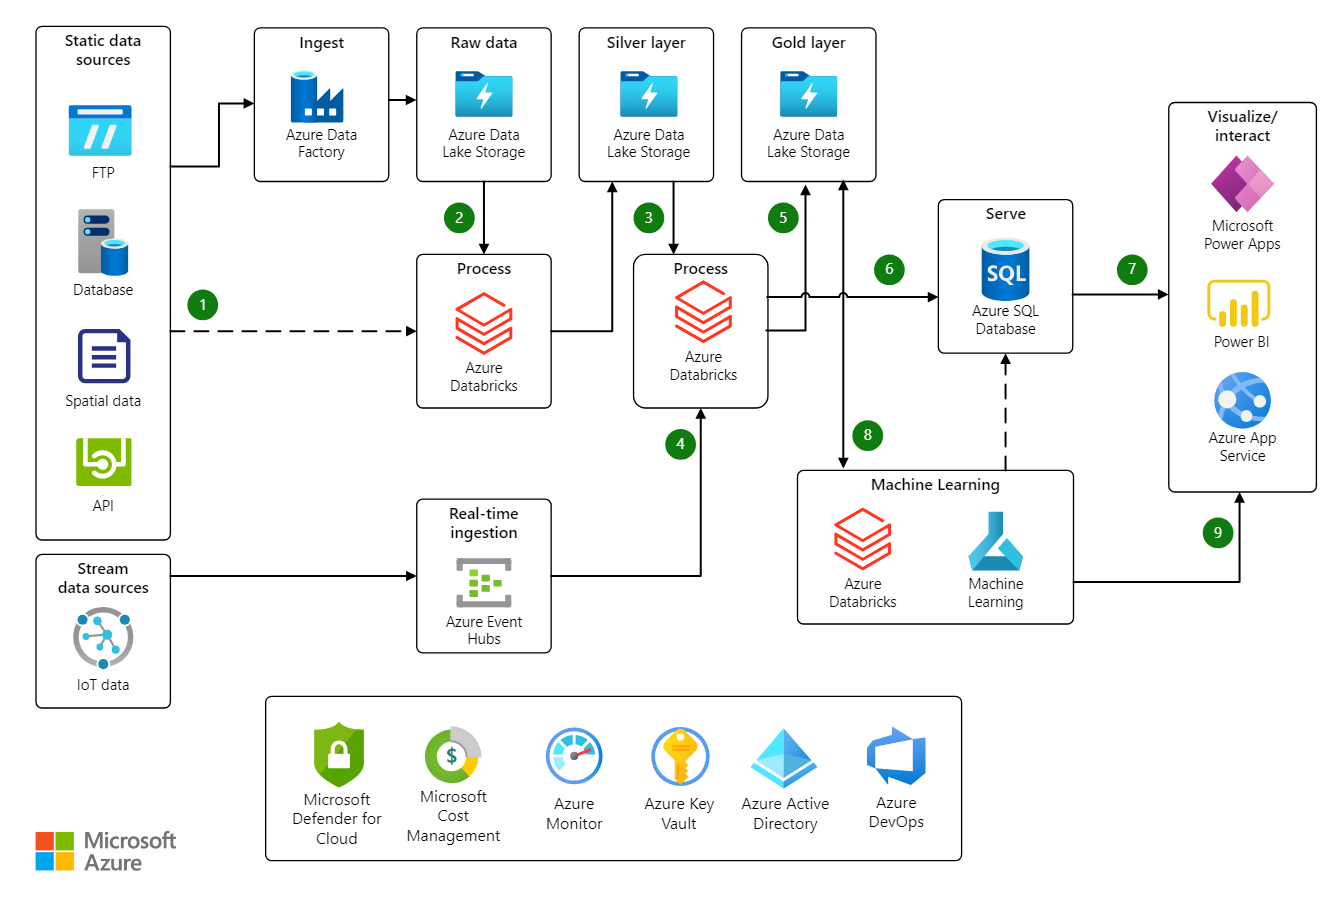 Static data
sources
FTP
Database
Spatial data
API
Stream
data sources
IoT data
1
Ingest
Azure Data
Factory
Raw data
Azure Data
Lake Storage
2
Process
Azure
Databricks
Real-time
ingestion
Azure Event
Hubs
Silver layer
Azure Data
Lake Storage
3
Process
Azure
Databricks
4
Gold layer
Azure Data
Lake Storage
5
6
8
Serve
SQL
Azure SQL
Database
7
Machine Learning
Azure
Databricks
Machine
Learning
9
Visualize/
interact
Microsoft
Power Apps
Power BI
Azure App
Service
Microsoft
Defender for
Cloud
$
Microsoft
Cost
Management
Azure
Monitor
Azure Key
Vault
Azure Active
Directory
Azure
DevOps
Microsoft
Azure